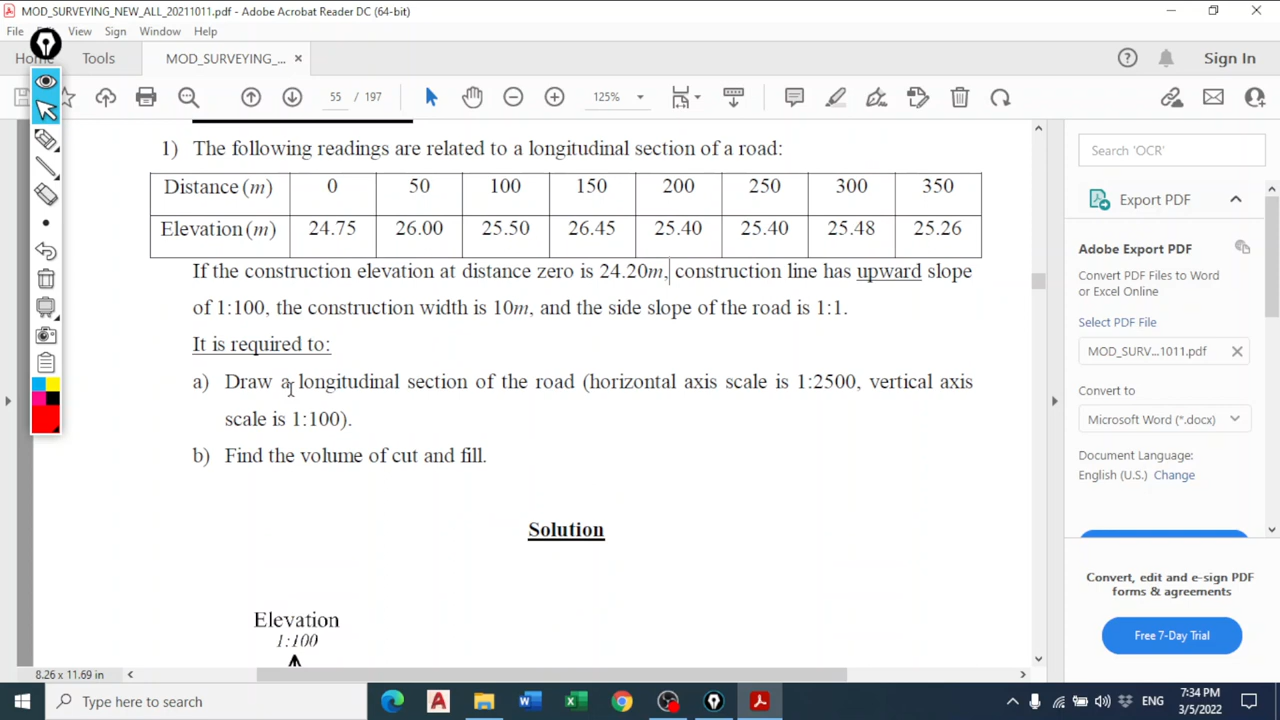 MOD_SURVEYING_NEW_ALL_20211011.pdf - Adobe Acrobat Reader DC (64-bit)
File View Sign Window Help
Home Tools MOD_SURVEYING_... × Sign In
55 / 197 125%
1) The following readings are related to a longitudinal section of a road:
Distance (m) 0 50 100 150 200 250 300 350
Elevation (m) 24.75 26.00 25.50 26.45 25.40 25.40 25.48 25.26
If the construction elevation at distance zero is 24.20m, construction line has upward slope
of 1:100, the construction width is 10m, and the side slope of the road is 1:1.
It is required to:
a) Draw a longitudinal section of the road (horizontal axis scale is 1:2500, vertical axis
scale is 1:100).
b) Find the volume of cut and fill.
Solution
Elevation
1:100
8.26 x 11.69 in
Search 'OCR'
Export PDF
Adobe Export PDF
Convert PDF Files to Word
or Excel Online
Select PDF File
MOD_SURV...1011.pdf
Convert to
Microsoft Word (*.docx)
Document Language:
English (U.S.) Change
Convert, edit and e-sign PDF
forms & agreements
Free 7-Day Trial
Type here to search
ENG
7:34 PM
3/5/2022